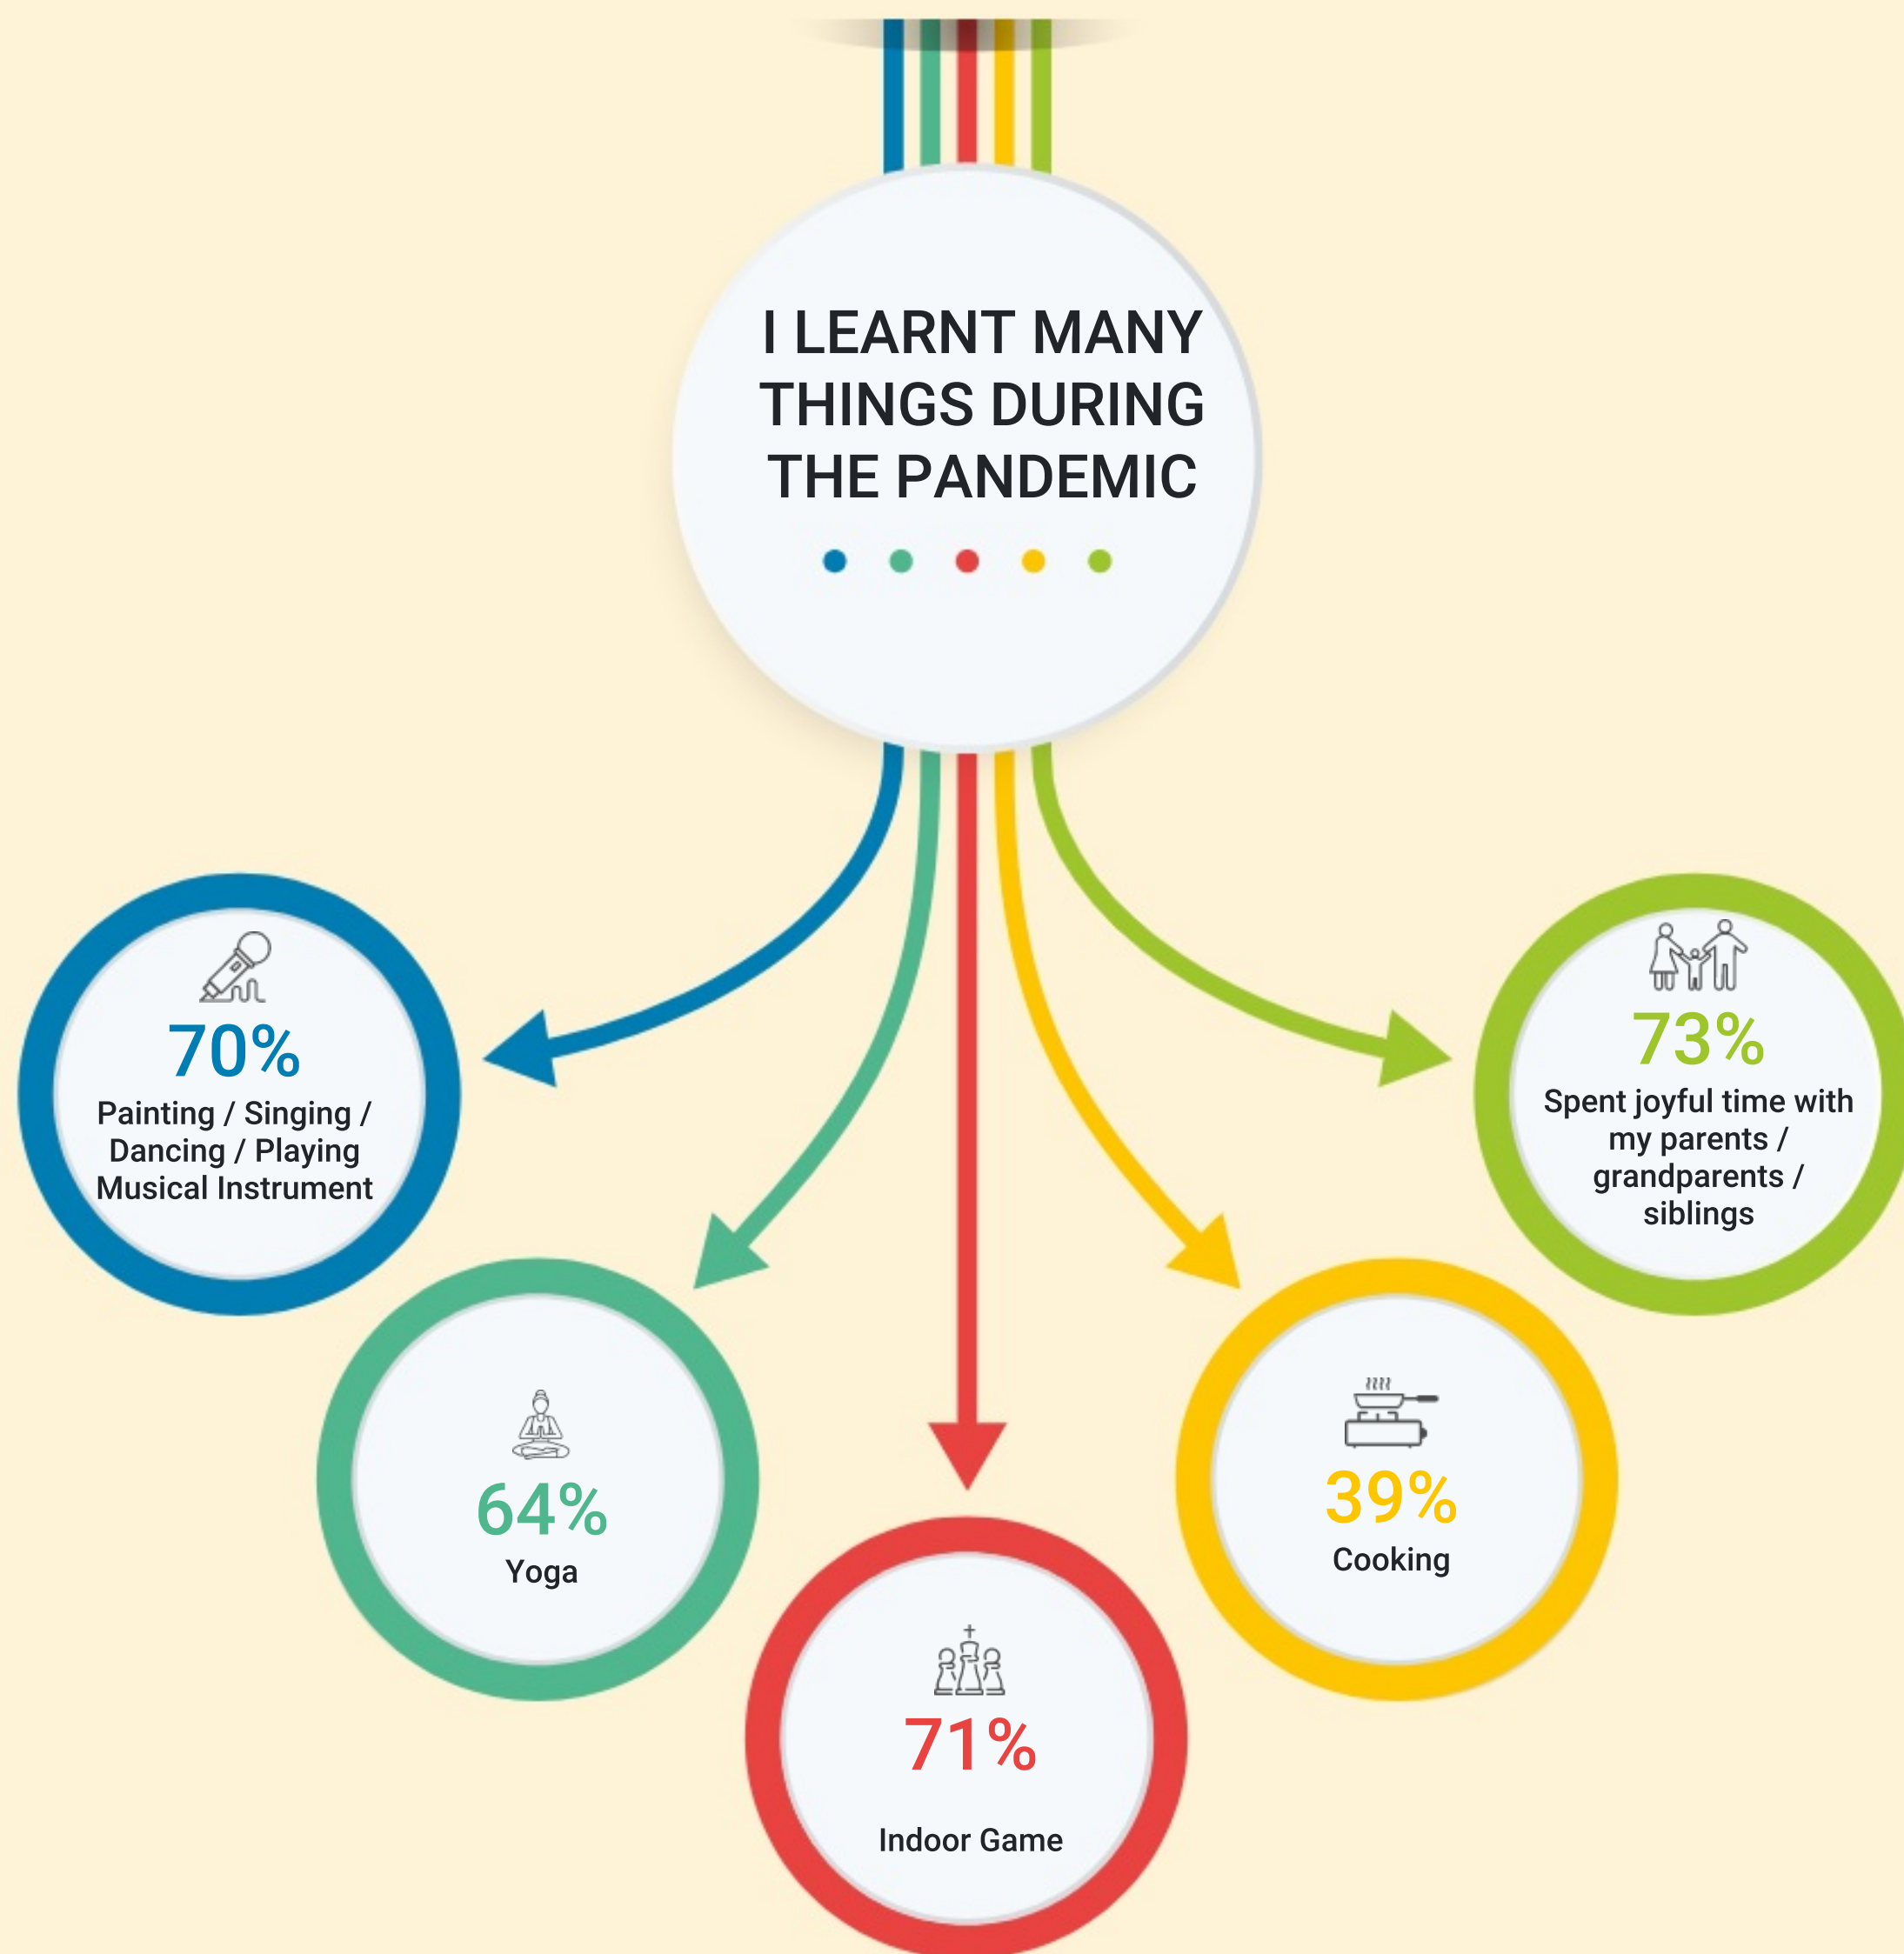 I LEARNT MANY
THINGS DURING
THE PANDEMIC
70%
Painting / Singing /
Dancing / Playing
Musical Instrument
64%
Yoga
71%
Indoor Game
39%
Cooking
73%
Spent joyful time with
my parents /
grandparents /
siblings